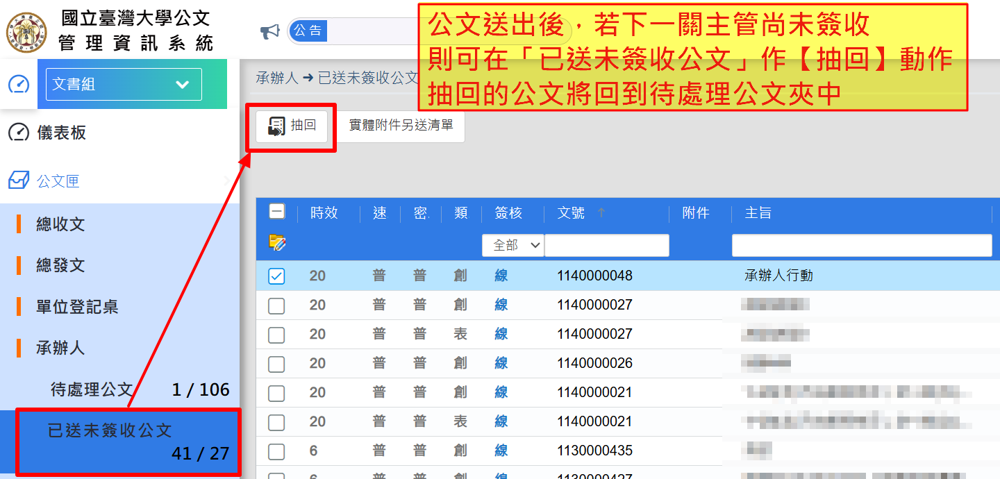 國立臺灣大學公文
管理資訊系統
公告
公文送出後，若下一關主管尚未簽收
則可在「已送未簽收公文」作【抽回】動作
抽回的公文將回到待處理公文夾中
文書組
承辦人➔已送未簽收公文
抽回
實體附件另送清單
儀表板
公文匣
總收文
總發文
單位登記桌
承辦人
待處理公文 1 / 106
已送未簽收公文
41 / 27
時效 速 密. 類 簽核 文號 ↑ 附件 主旨
全部
20 普 普 創 線 1140000048 承辦人行動
20 普 普 創 線 1140000027
20 普 普 表 線 1140000027
20 普 普 創 線 1140000026
20 普 普 創 線 1140000021
20 普 普 表 線 1140000021
6 普 普 創 線 1130000435
6 普 普 創 線 1130000427